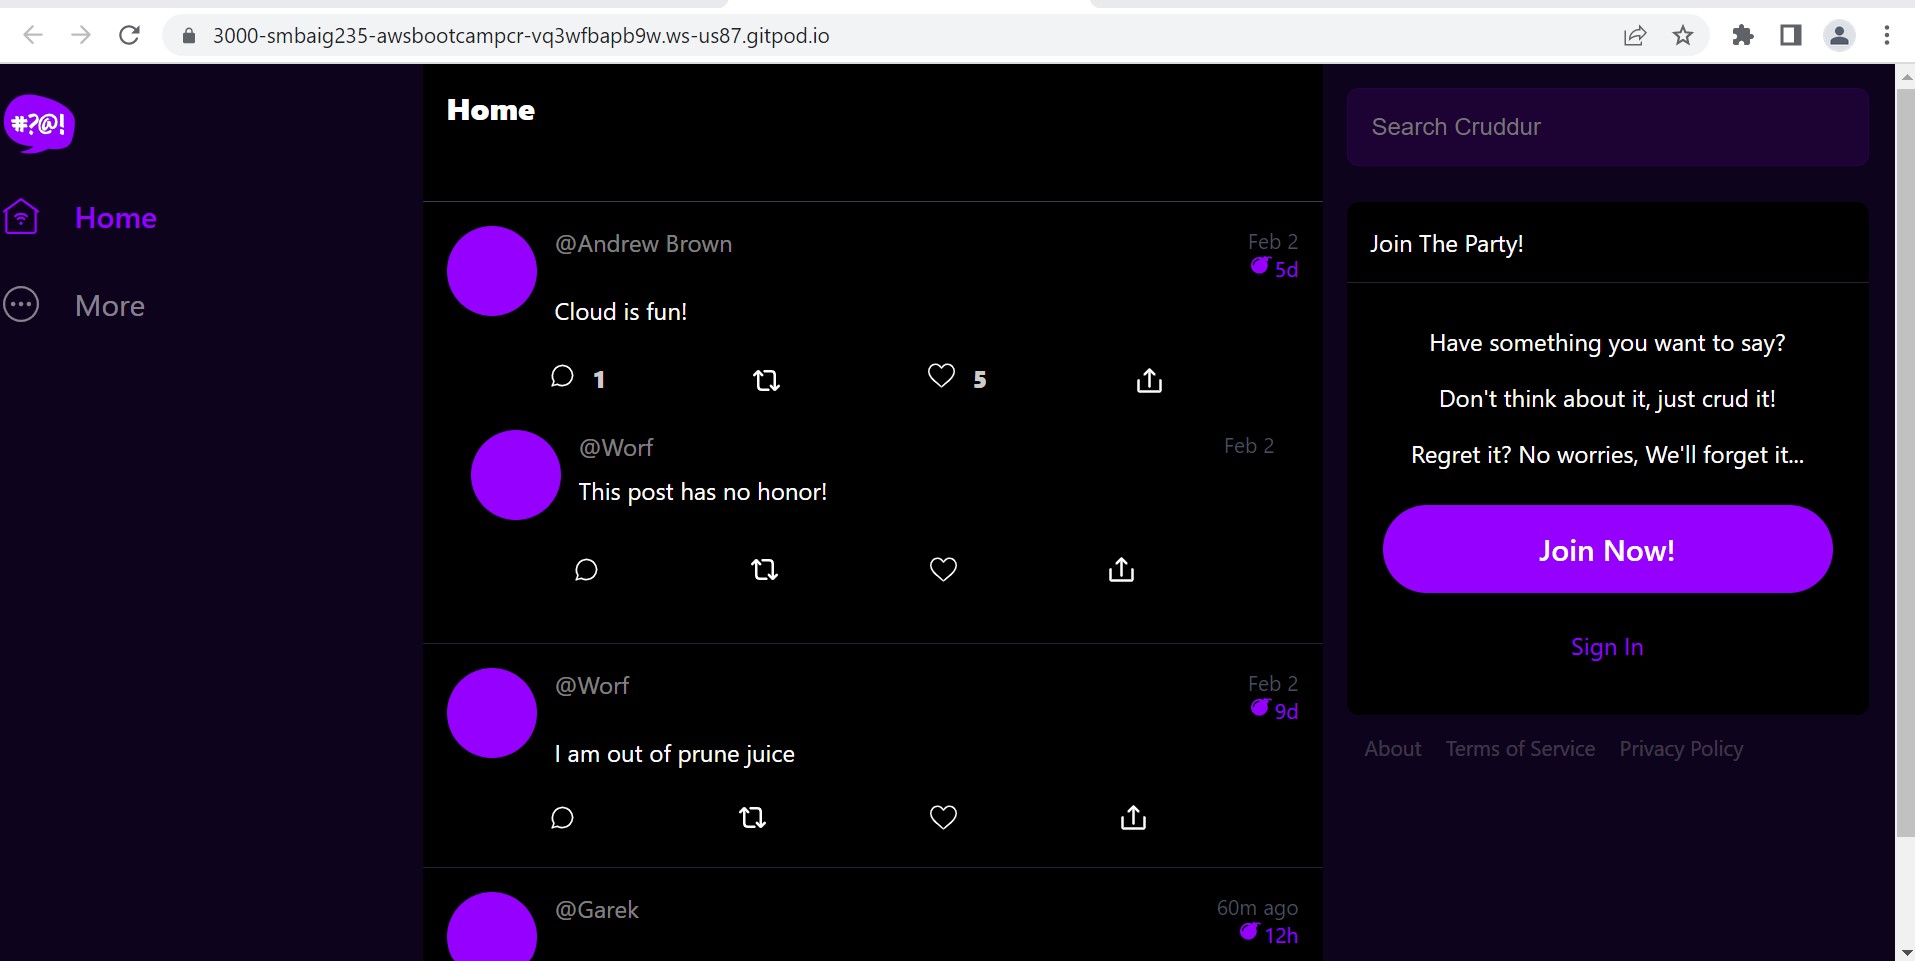 3000-smbaig235-awsbootcampcr-vq3wfbapb9w.ws-us87.gitpod.io
#?@!
Home
More
Home
@Andrew Brown
Feb 2
5d
Cloud is fun!
1
5
@Worf
Feb 2
This post has no honor!
@Worf
Feb 2
9d
I am out of prune juice
@Garek
60m ago
12h
Search Cruddur
Join The Party!
Have something you want to say?
Don't think about it, just crud it!
Regret it? No worries, We'll forget it...
Join Now!
Sign In
About Terms of Service Privacy Policy